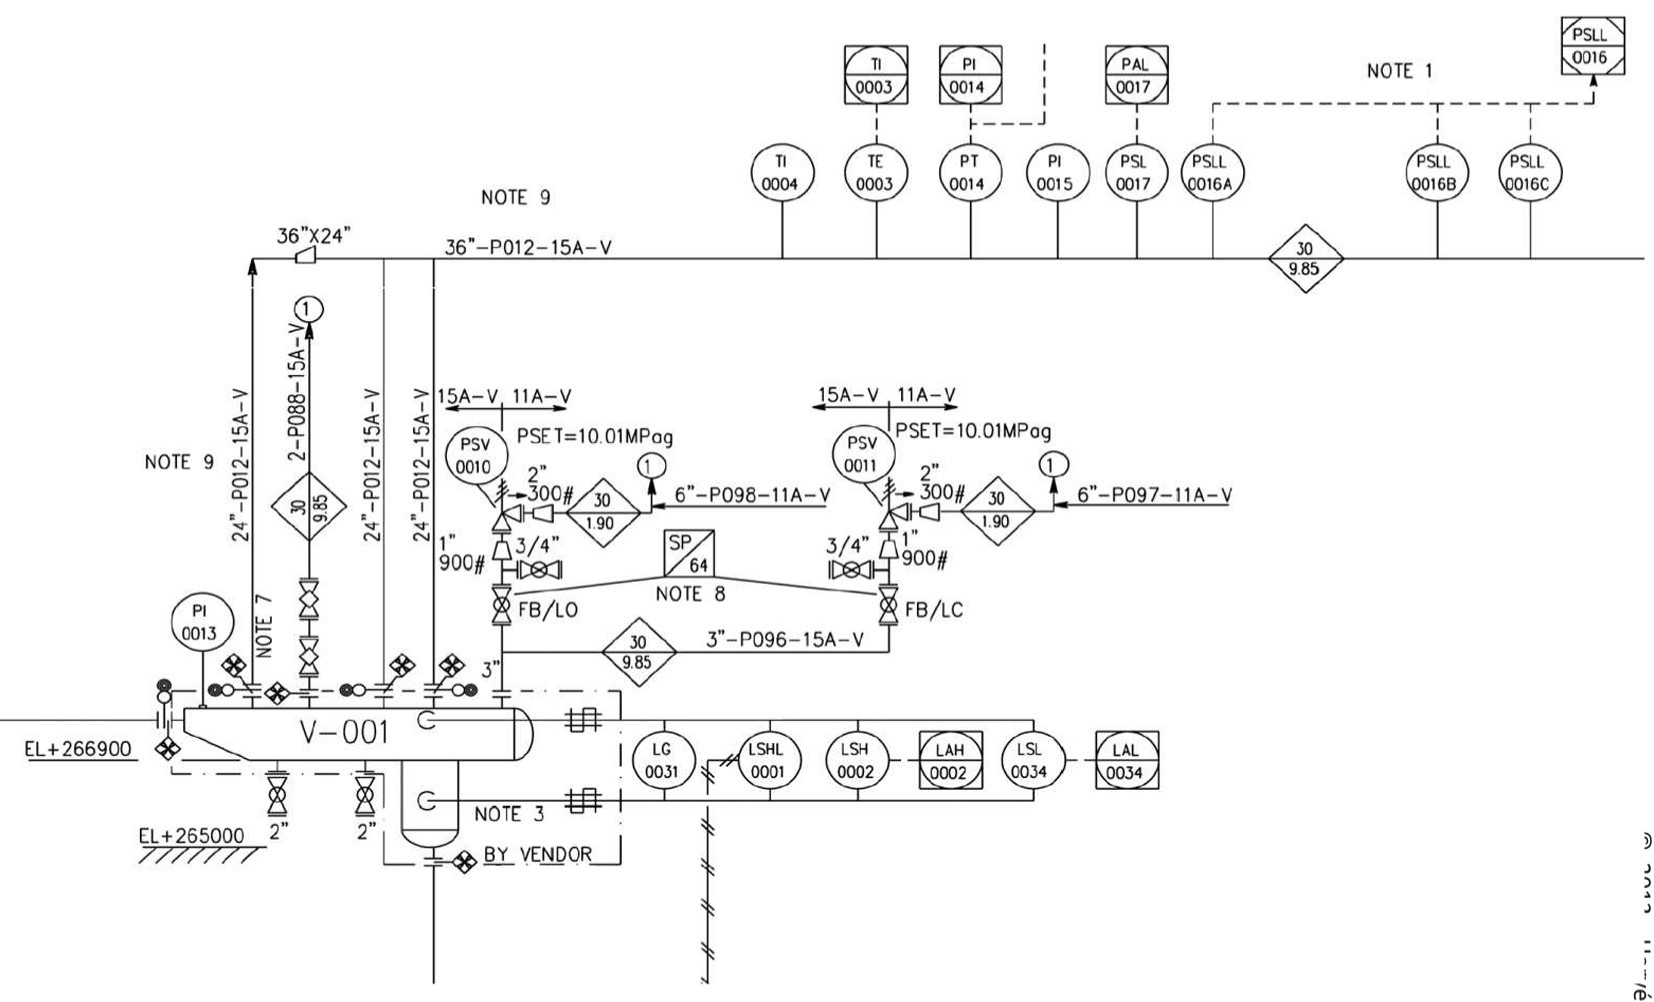 PSLL
0016
NOTE 1
TI
0003
PI
0014
PAL
0017
TI
0004
TE
0003
PT
0014
PI
0015
PSL
0017
PSLL
0016A
PSLL
0016B
PSLL
0016C
NOTE 9
36"X24"
36"-P012-15A-V
30
9.85
1
2-P088-15A-V
24"-P012-15A-V
24"-P012-15A-V
24"-P012-15A-V
NOTE 9
30
9.85
15A-V
11A-V
PSV
0010
PSET=10.01MPag
2"
300#
30
1.90
1
6"-P098-11A-V
1"
900#
3/4"
FB/LO
SP
64
NOTE 8
15A-V
11A-V
PSV
0011
PSET=10.01MPag
2"
300#
30
1.90
1
6"-P097-11A-V
3/4"
1"
900#
FB/LC
30
9.85
3"-P096-15A-V
3"
PI
0013
NOTE 7
V-001
C
C
EL+266900
EL+265000
2"
2"
NOTE 3
BY VENDOR
LG
0031
LSHL
0001
LSH
0002
LAH
0002
LSL
0034
LAL
0034